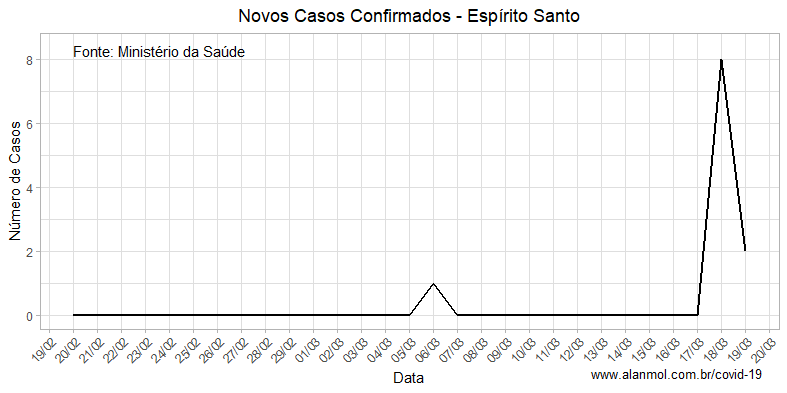 Novos Casos Confirmados - Espírito Santo
Fonte: Ministério da Saúde
Número de Casos
8
6
4
2
0
19/02 20/02 21/02 22/02 23/02 24/02 25/02 26/02 27/02 28/02 29/02 01/03 02/03 03/03 04/03 05/03 06/03 07/03 08/03 09/03 10/03 11/03 12/03 13/03 14/03 15/03 16/03 17/03 18/03 19/03 20/03
Data
www.alanmol.com.br/covid-19